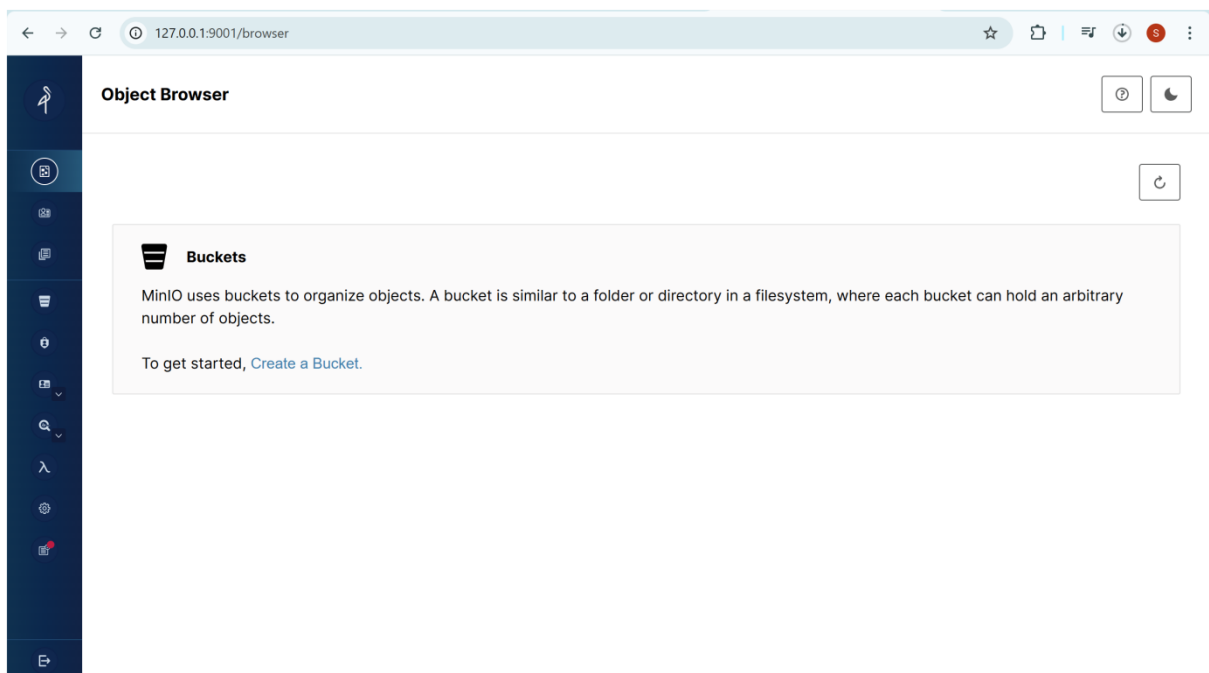 127.0.0.1:9001/browser
S
Object Browser
Buckets
MinIO uses buckets to organize objects. A bucket is similar to a folder or directory in a filesystem, where each bucket can hold an arbitrary
number of objects.
To get started, Create a Bucket.
λ